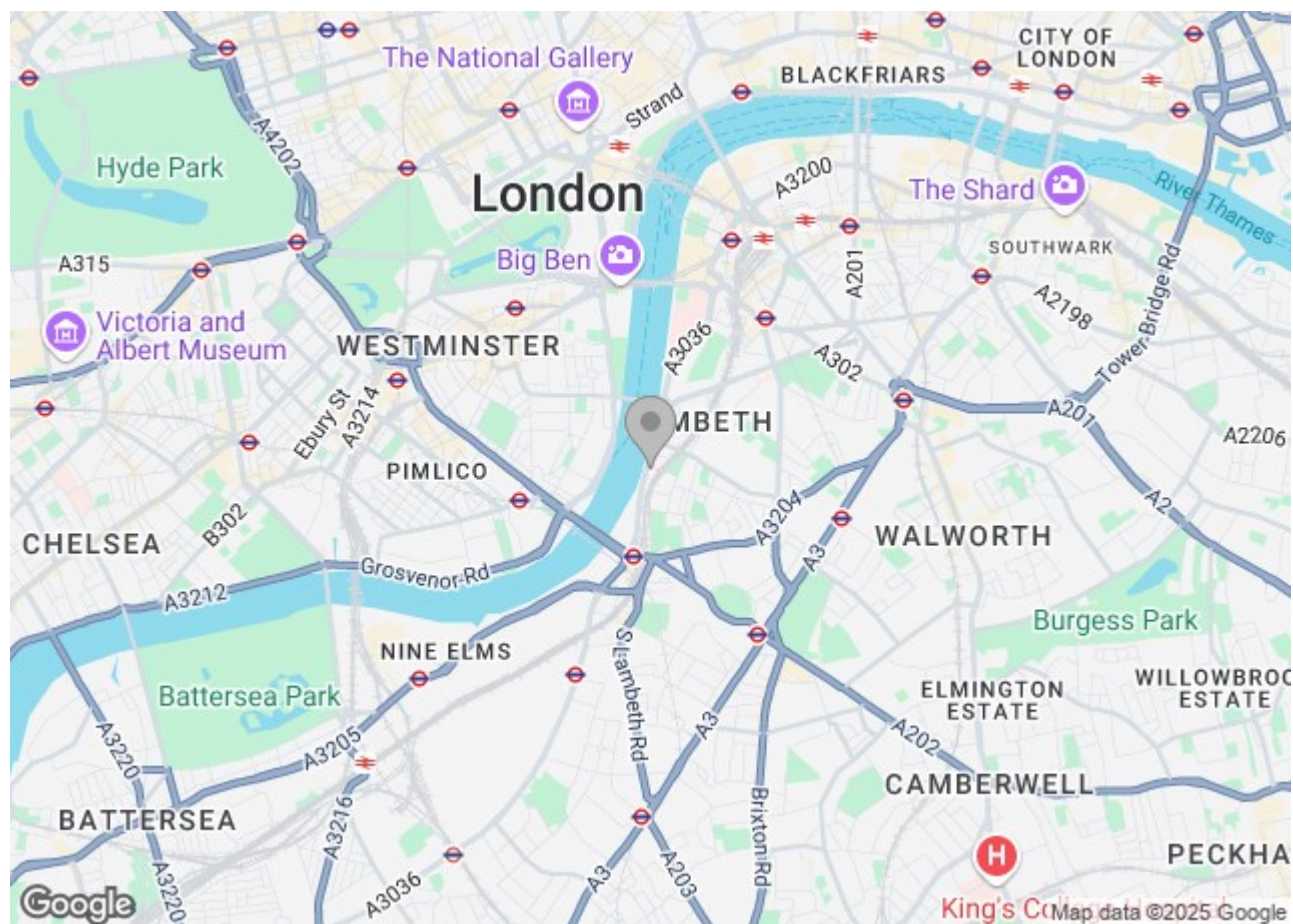 CITY OF
LONDON
The National Gallery
BLACKFRIARS
Strand
A4202
Hyde Park
A3200
London
The Shard
River Thames
SOUTHWARK
Big Ben
A315
A201
A2198
Tower Bridge Rd
Victoria and
Albert Museum
WESTMINSTER
A3036
A302
Ebury St
A3214
MBETH
A201
A2206
PIMLICO
A2
B302
A3204
CHELSEA
WALWORTH
A3
Grosvenor Rd
A3212
Burgess Park
NINE ELMS
S Lambeth Rd
WILLOWBROO
ESTATE
ELMINGTON
ESTATE
Battersea Park
A3
A202
A3220
A3205
CAMBERWELL
BATTERSEA
A3216
Brixton Rd
H
PECKHA
A3036
A3
A203
A3220
Google
King's College Hospital
Map data ©2025 Google